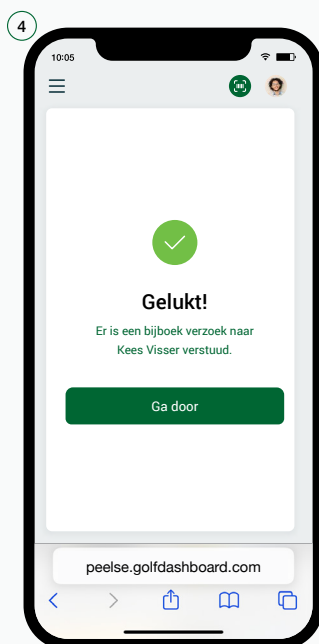 4
10:05
Gelukt!
Er is een bijboek verzoek naar
Kees Visser verstuud.
Ga door
peelse.golfdashboard.com